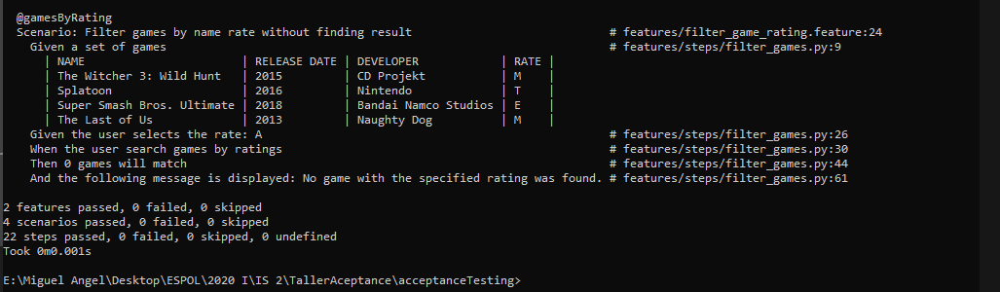 @gamesByRating
Scenario: Filter games by name rate without finding result # features/filter_game_rating.feature:24
Given a set of games # features/steps/filter_games.py:9
| NAME | RELEASE DATE | DEVELOPER | RATE |
| The Witcher 3: Wild Hunt | 2015 | CD Projekt | M |
| Splatoon | 2016 | Nintendo | T |
| Super Smash Bros. Ultimate | 2018 | Bandai Namco Studios | E |
| The Last of Us | 2013 | Naughty Dog | M |
Given the user selects the rate: A # features/steps/filter_games.py:26
When the user search games by ratings # features/steps/filter_games.py:30
Then 0 games will match # features/steps/filter_games.py:44
And the following message is displayed: No game with the specified rating was found. # features/steps/filter_games.py:61
2 features passed, 0 failed, 0 skipped
4 scenarios passed, 0 failed, 0 skipped
22 steps passed, 0 failed, 0 skipped, 0 undefined
Took 0m0.001s
E:\Miguel Angel\Desktop\ESPOL\2020 I\IS 2\TallerAceptance\acceptanceTesting>